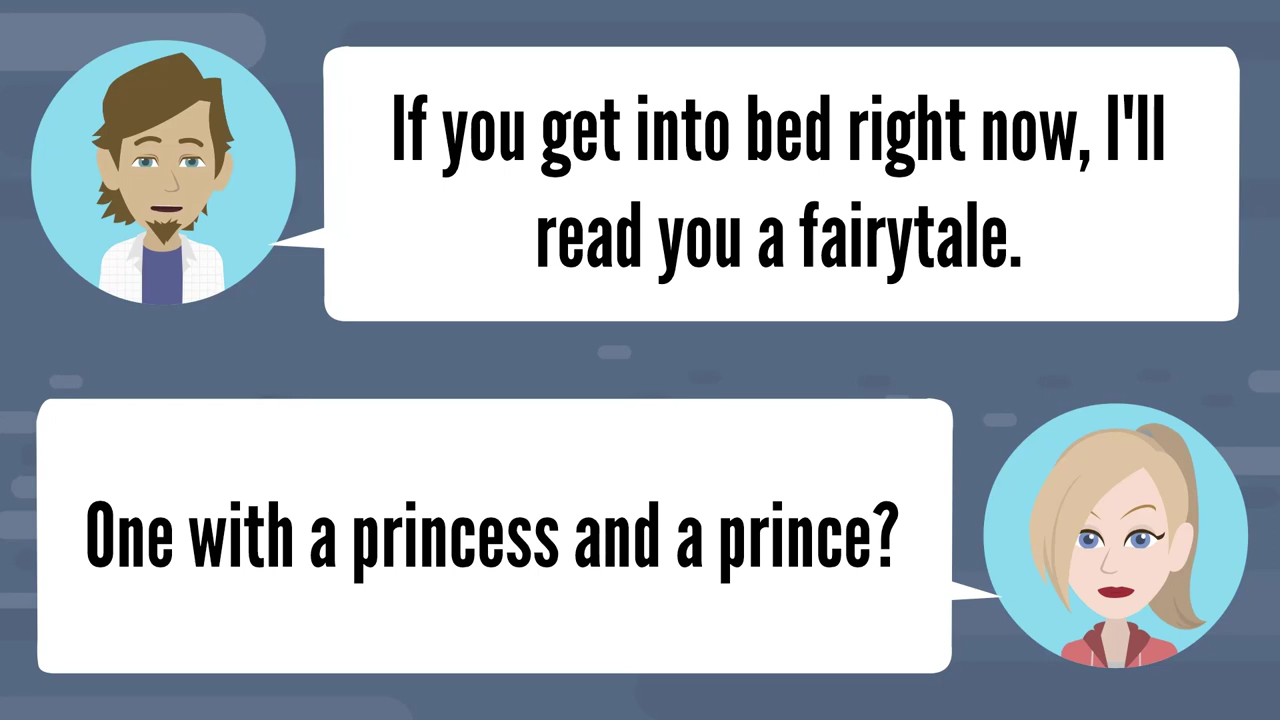 If you get into bed right now, I'll
read you a fairytale.
One with a princess and a prince?